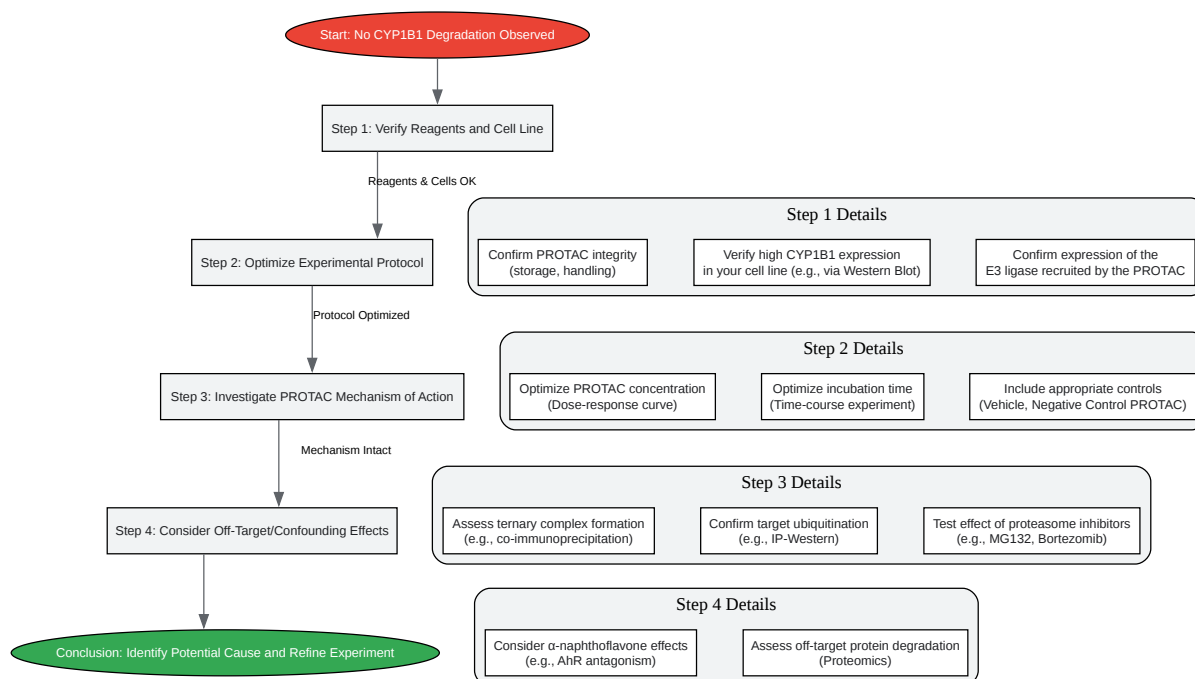 Start: No CYP1B1 Degradation Observed
Step 1: Verify Reagents and Cell Line
Reagents & Cells OK
Step 1 Details
Confirm PROTAC integrity
(storage, handling)
Verify high CYP1B1 expression
in your cell line (e.g., via Western Blot)
Confirm expression of the
E3 ligase recruited by the PROTAC
Step 2: Optimize Experimental Protocol
Protocol Optimized
Step 2 Details
Optimize PROTAC concentration
(Dose-response curve)
Optimize incubation time
(Time-course experiment)
Include appropriate controls
(Vehicle, Negative Control PROTAC)
Step 3: Investigate PROTAC Mechanism of Action
Mechanism Intact
Step 3 Details
Assess ternary complex formation
(e.g., co-immunoprecipitation)
Confirm target ubiquitination
(e.g., IP-Western)
Test effect of proteasome inhibitors
(e.g., MG132, Bortezomib)
Step 4: Consider Off-Target/Confounding Effects
Step 4 Details
Consider α-naphthoflavone effects
(e.g., AhR antagonism)
Assess off-target protein degradation
(Proteomics)
Conclusion: Identify Potential Cause and Refine Experiment